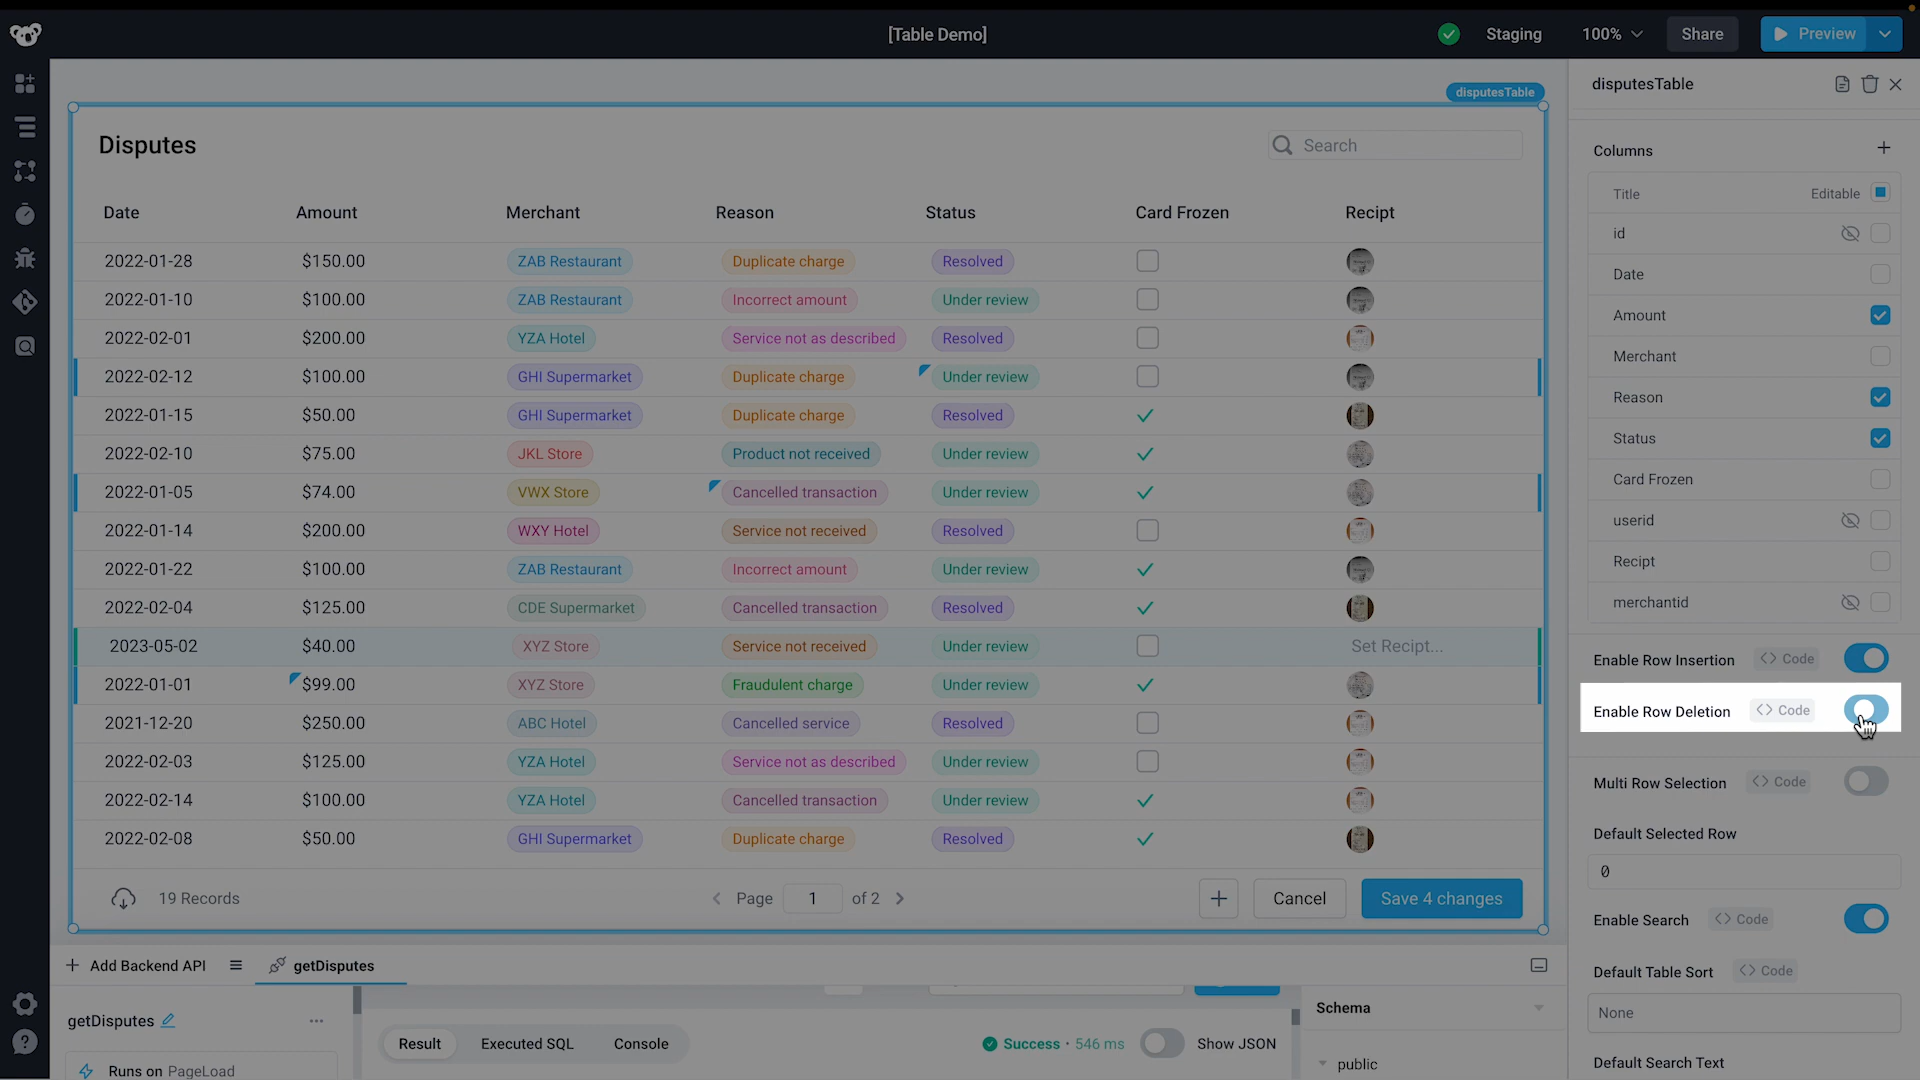 [Table Demo]
Staging
100%
Share
Preview
disputesTable
Disputes
Search
Date Amount Merchant Reason Status Card Frozen Recipt
2022-01-28 $150.00 ZAB Restaurant Duplicate charge Resolved
2022-01-10 $100.00 ZAB Restaurant Incorrect amount Under review
2022-02-01 $200.00 YZA Hotel Service not as described Resolved
2022-02-12 $100.00 GHI Supermarket Duplicate charge Under review
2022-01-15 $50.00 GHI Supermarket Duplicate charge Resolved
2022-02-10 $75.00 JKL Store Product not received Under review
2022-01-05 $74.00 VWX Store Cancelled transaction Under review
2022-01-14 $200.00 WXY Hotel Service not received Resolved
2022-01-22 $100.00 ZAB Restaurant Incorrect amount Under review
2022-02-04 $125.00 CDE Supermarket Cancelled transaction Resolved
2023-05-02 $40.00 XYZ Store Service not received Under review Set Recipt...
2022-01-01 $99.00 XYZ Store Fraudulent charge Under review
2021-12-20 $250.00 ABC Hotel Cancelled service Resolved
2022-02-03 $125.00 YZA Hotel Service not as described Under review
2022-02-14 $100.00 YZA Hotel Cancelled transaction Under review
2022-02-08 $50.00 GHI Supermarket Duplicate charge Resolved
19 Records
Page 1 of 2
+ Cancel Save 4 changes
+ Add Backend API
getDisputes
getDisputes
Runs on PageLoad
Result Executed SQL Console
Success · 546 ms
Show JSON
Schema
public
disputesTable
Columns +
Title Editable
id
Date
Amount
Merchant
Reason
Status
Card Frozen
userid
Recipt
merchantid
Enable Row Insertion <> Code
Enable Row Deletion <> Code
Multi Row Selection <> Code
Default Selected Row
0
Enable Search <> Code
Default Table Sort <> Code
None
Default Search Text